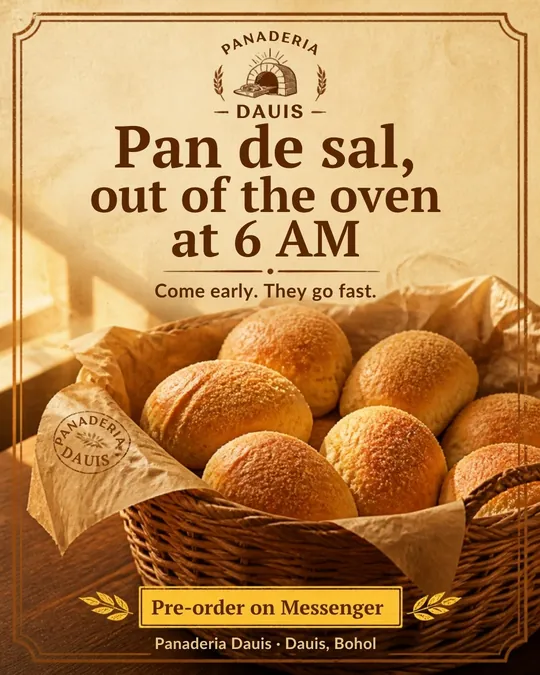 PANADERIA
DAUIS
Pan de sal,
out of the oven
at 6 AM
Come early. They go fast.
PANADERIA
DAUIS
Pre-order on Messenger
Panaderia Dauis · Dauis, Bohol